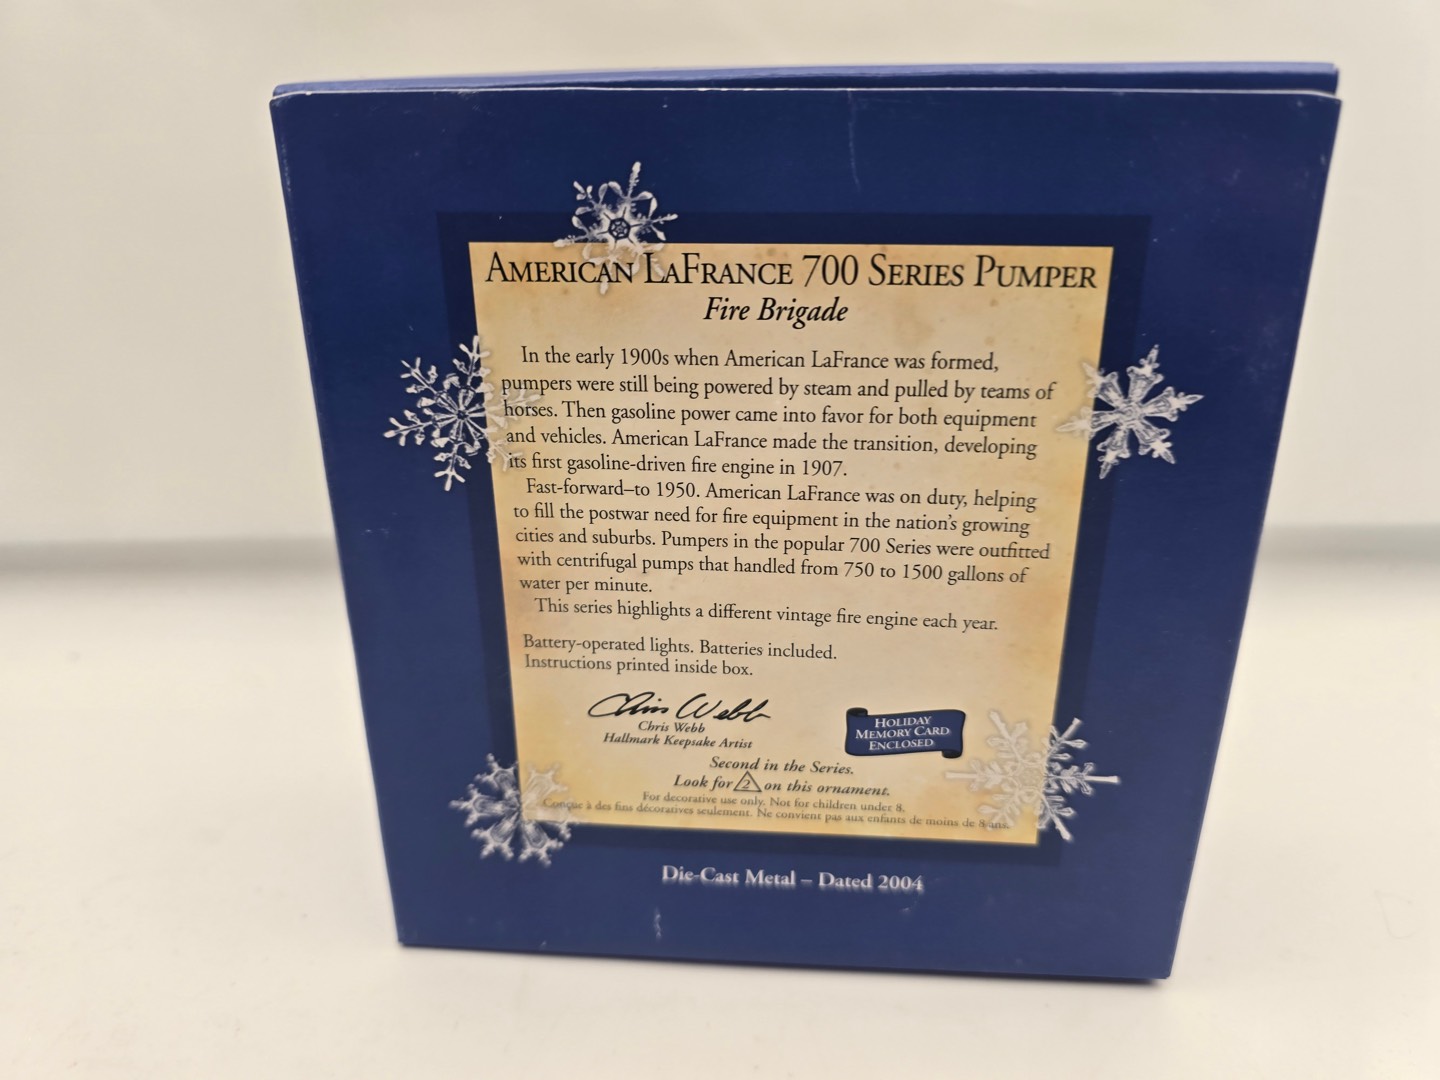 AMERICAN LAFRANCE 700 SERIES PUMPER
Fire Brigade
In the early 1900s when American LaFrance was formed,
pumpers were still being powered by steam and pulled by teams of
horses. Then gasoline power came into favor for both equipment
and vehicles. American LaFrance made the transition, developing
its first gasoline-driven fire engine in 1907.
Fast-forward–to 1950. American LaFrance was on duty, helping
to fill the postwar need for fire equipment in the nation's growing
cities and suburbs. Pumpers in the popular 700 Series were outfitted
with centrifugal pumps that handled from 750 to 1500 gallons of
water per minute.
This series highlights a different vintage fire engine each year.
Battery-operated lights. Batteries included.
Instructions printed inside box.
Chris Webb
Chris Webb
Hallmark Keepsake Artist
HOLIDAY
MEMORY CARD
ENCLOSED
Second in the Series.
Look for 2 on this ornament.
For decorative use only. Not for children under 8.
Conçue à des fins décoratives seulement. Ne convient pas aux enfants de moins de 8 ans.
Die-Cast Metal – Dated 2004